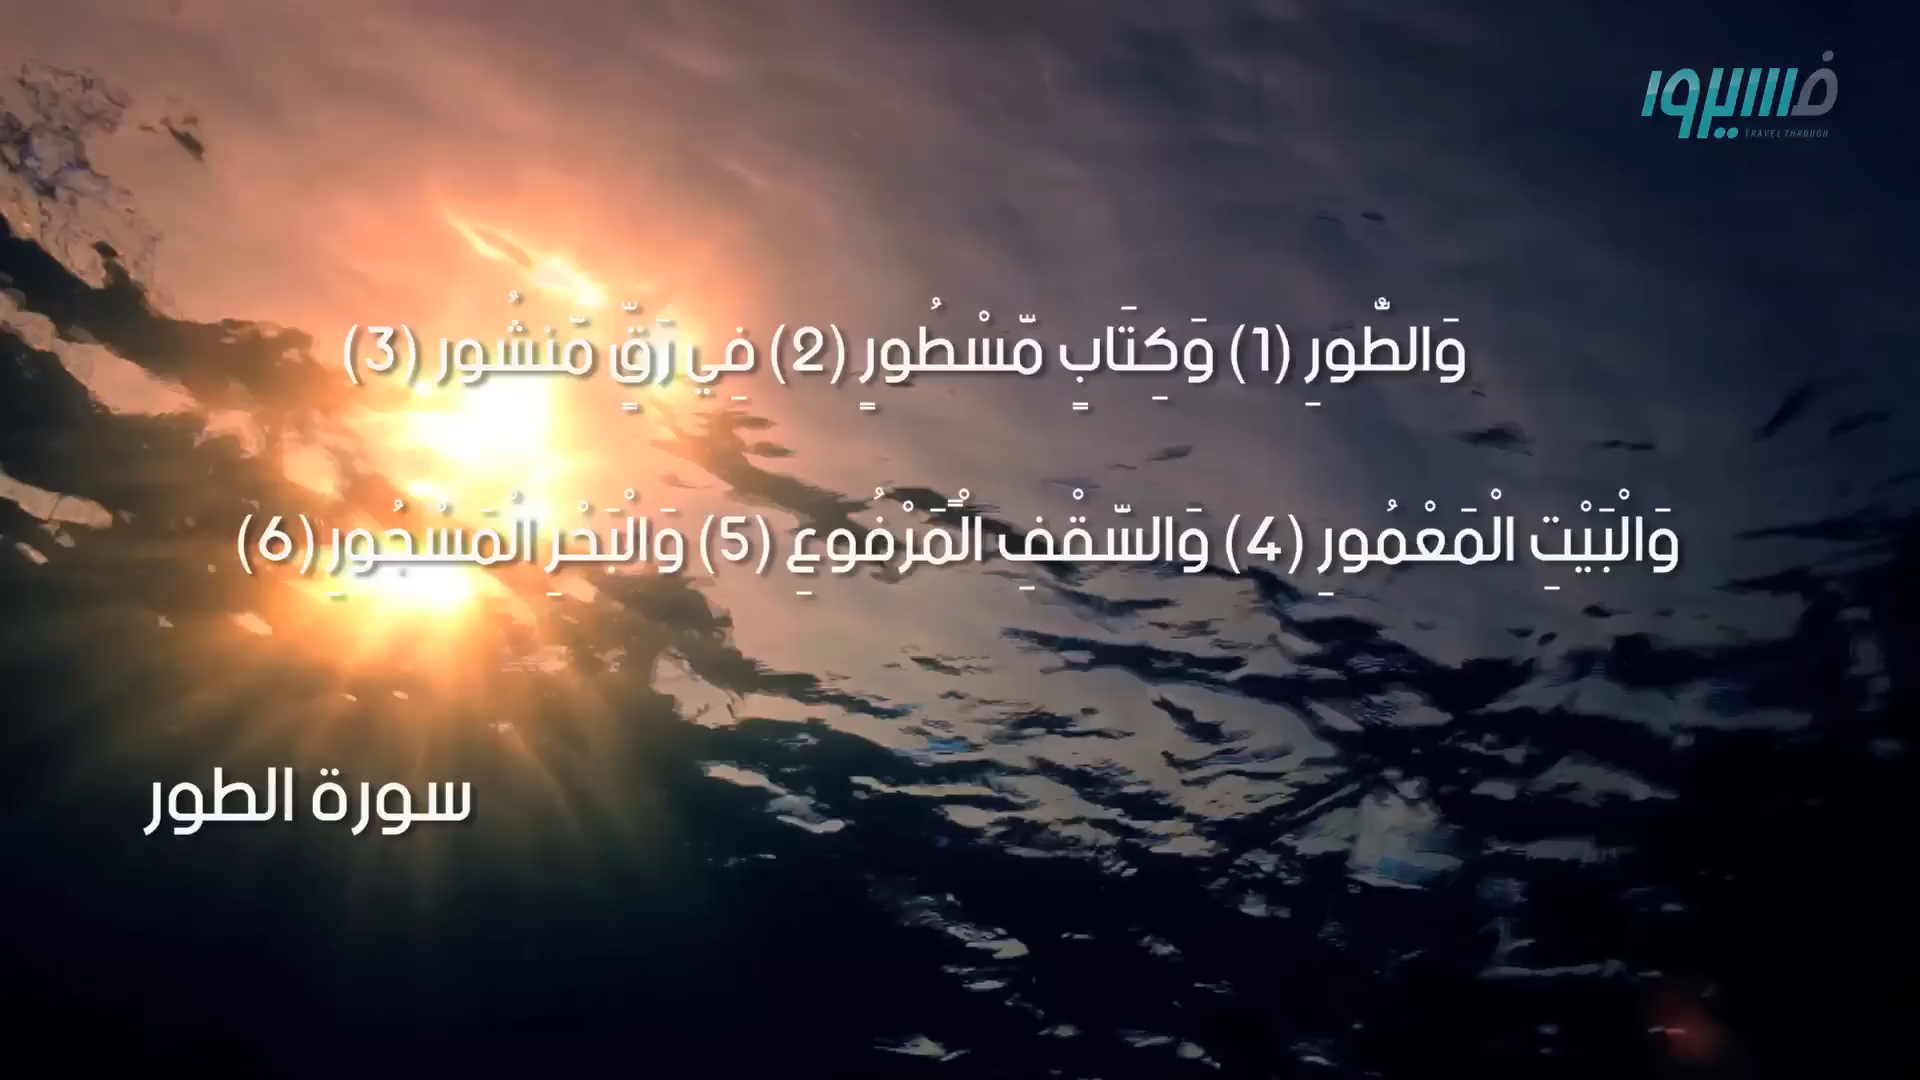 فسيروا
TRAVEL THROUGH
وَالطُّورِ (1) وَكِتَابٍ مَّسْطُورٍ (2) فِي رَقٍّ مَّنشُور (3)
وَالْبَيْتِ الْمَعْمُورِ (4) وَالسَّقْفِ الْمَرْفُوعِ (5) وَالْبَحْرِ الْمَسْجُورِ (6)
سورة الطور